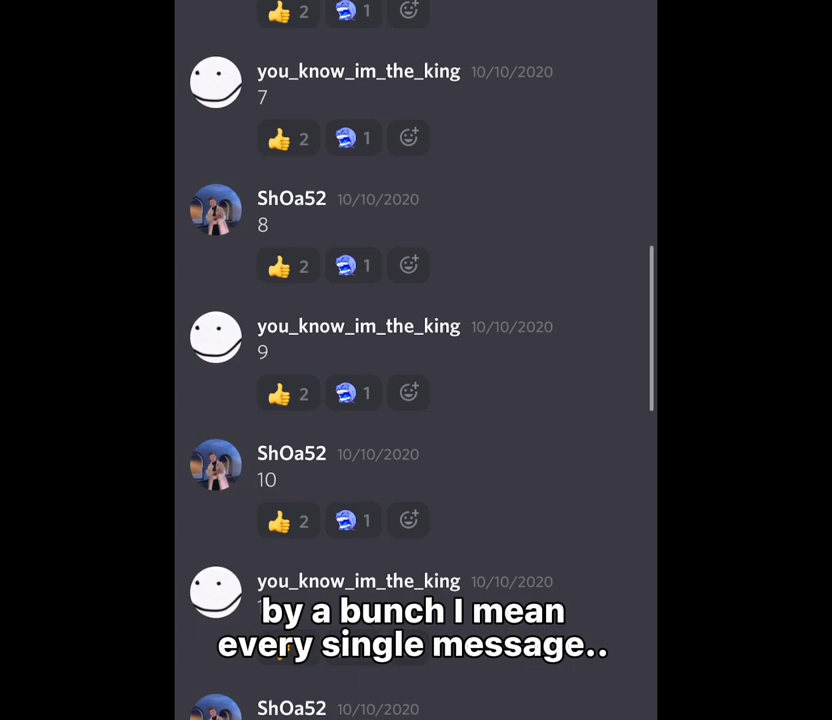 2 1
you_know_im_the_king 10/10/2020
7
2 1
ShOa52 10/10/2020
8
2 1
you_know_im_the_king 10/10/2020
9
2 1
ShOa52 10/10/2020
10
2 1
you_know_im_the_king 10/10/2020
by a bunch I mean
every single message..
ShOa52 10/10/2020